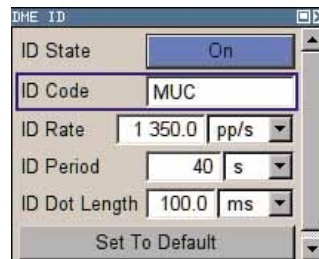 DME ID
ID State On
ID Code MUC
ID Rate 1 350.0 pp/s
ID Period 40 s
ID Dot Length 100.0 ms
Set To Default